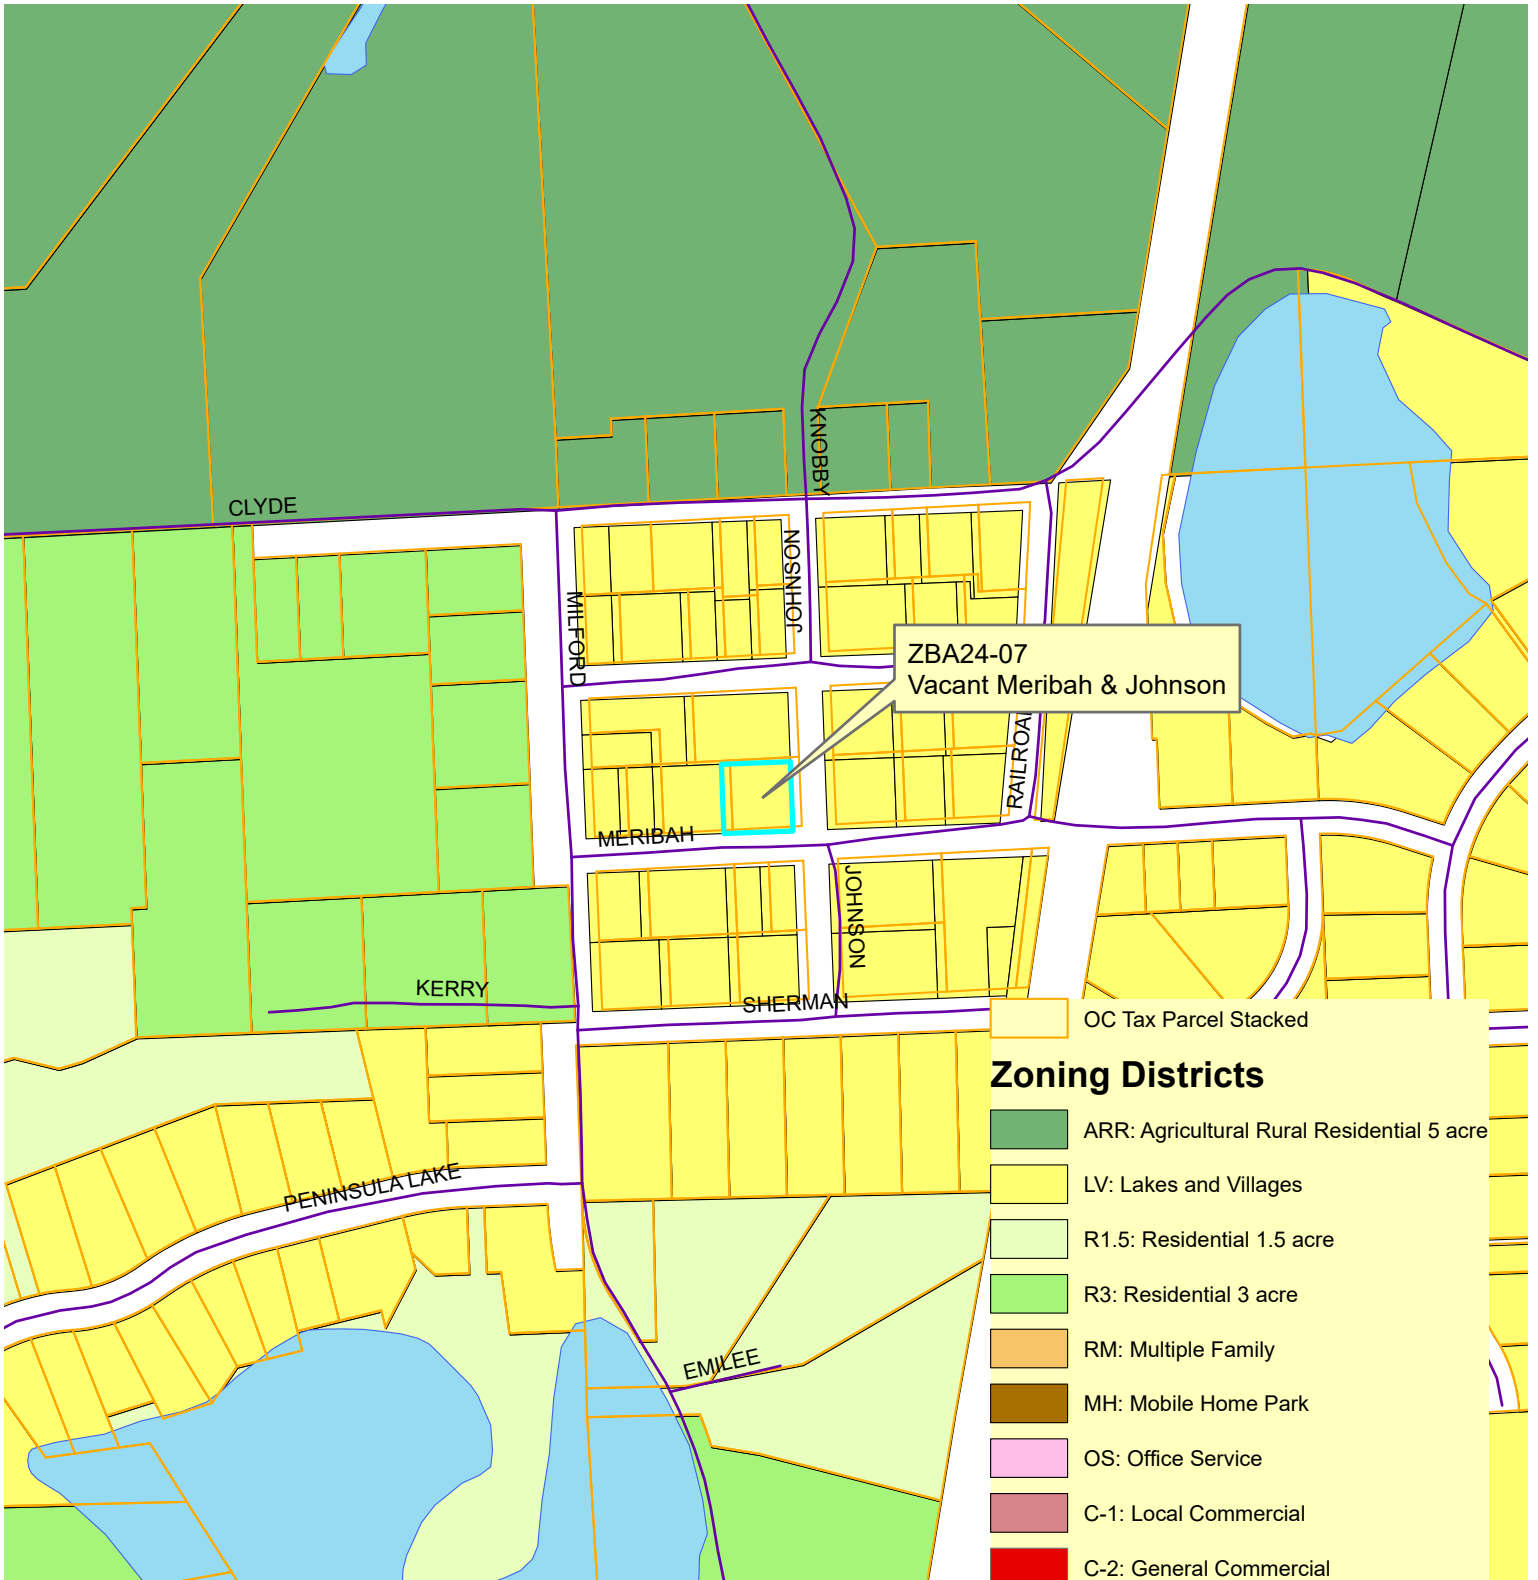 KNOBBY
CLYDE
JOHNSON
MILFORD
ZBA24-07
Vacant Meribah & Johnson
RAILROA
MERIBAH
JOHNSON
KERRY
SHERMAN
OC Tax Parcel Stacked
Zoning Districts
ARR: Agricultural Rural Residential 5 acre
LV: Lakes and Villages
PENINSULA LAKE
R1.5: Residential 1.5 acre
R3: Residential 3 acre
EMILEE
RM: Multiple Family
MH: Mobile Home Park
OS: Office Service
C-1: Local Commercial
C-2: General Commercial